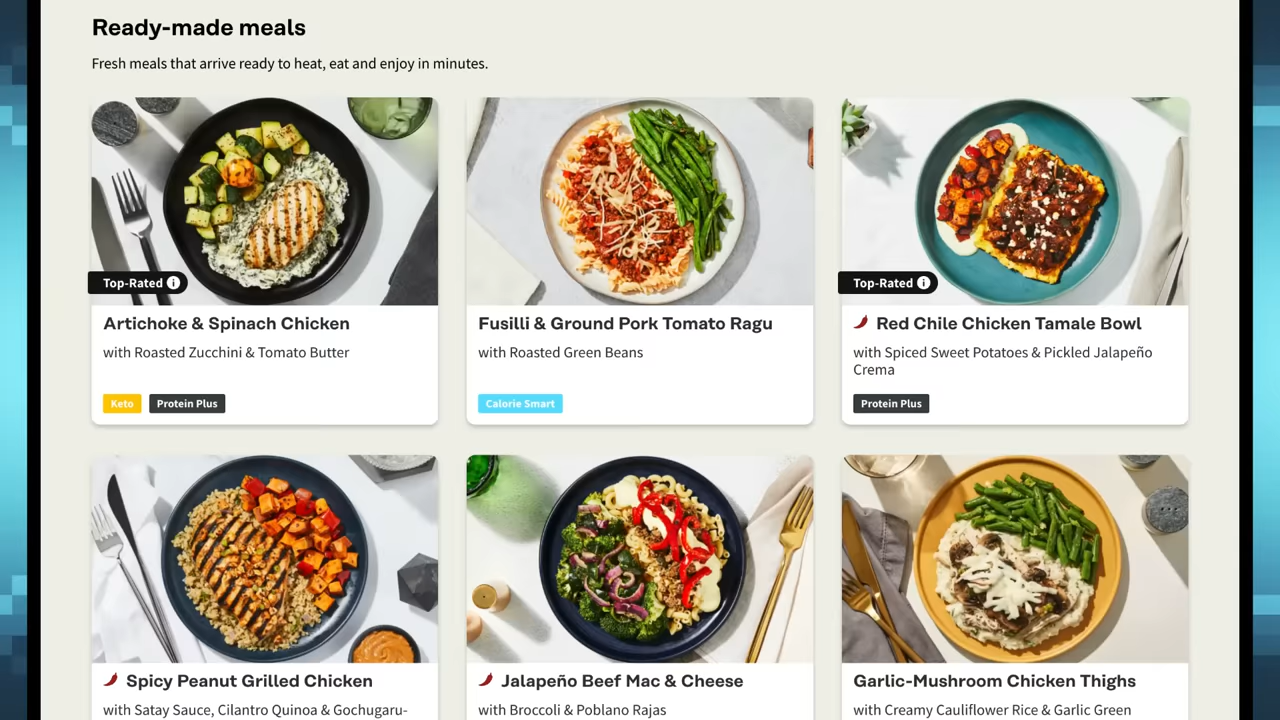 Ready-made meals
Fresh meals that arrive ready to heat, eat and enjoy in minutes.
Top-Rated
Artichoke & Spinach Chicken
with Roasted Zucchini & Tomato Butter
Keto
Protein Plus
Fusilli & Ground Pork Tomato Ragu
with Roasted Green Beans
Calorie Smart
Top-Rated
Red Chile Chicken Tamale Bowl
with Spiced Sweet Potatoes & Pickled Jalapeño
Crema
Protein Plus
Spicy Peanut Grilled Chicken
with Satay Sauce, Cilantro Quinoa & Gochugaru-
Jalapeño Beef Mac & Cheese
with Broccoli & Poblano Rajas
Garlic-Mushroom Chicken Thighs
with Creamy Cauliflower Rice & Garlic Green